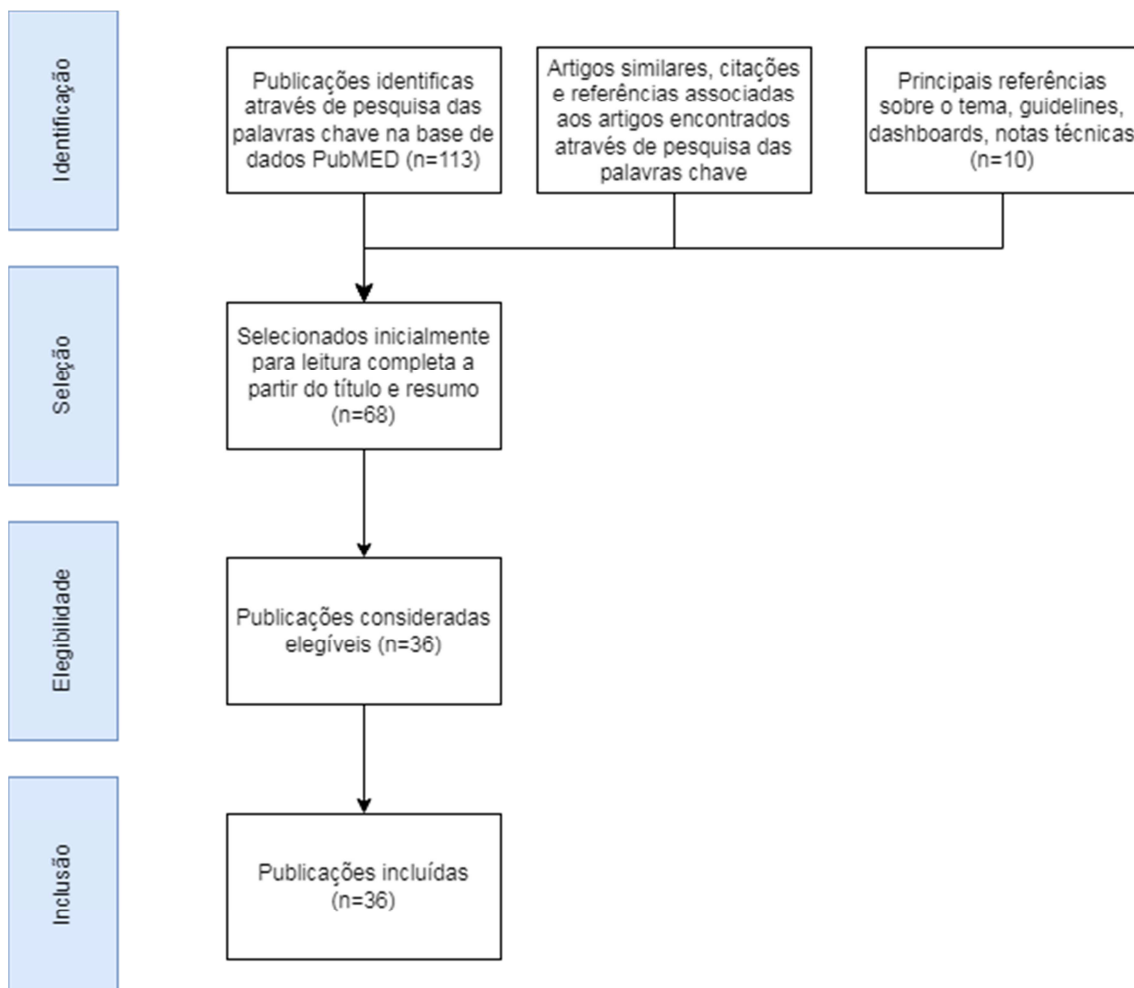 Identificação
Publicações identificas
através de pesquisa das
palavras chave na base de
dados PubMED (n=113)
Artigos similares, citações
e referências associadas
aos artigos encontrados
através de pesquisa das
palavras chave
Principais referências
sobre o tema, guidelines,
dashboards, notas técnicas
(n=10)
Seleção
Selecionados inicialmente
para leitura completa a
partir do título e resumo
(n=68)
Elegibilidade
Publicações consideradas
elegíveis (n=36)
Inclusão
Publicações incluídas
(n=36)